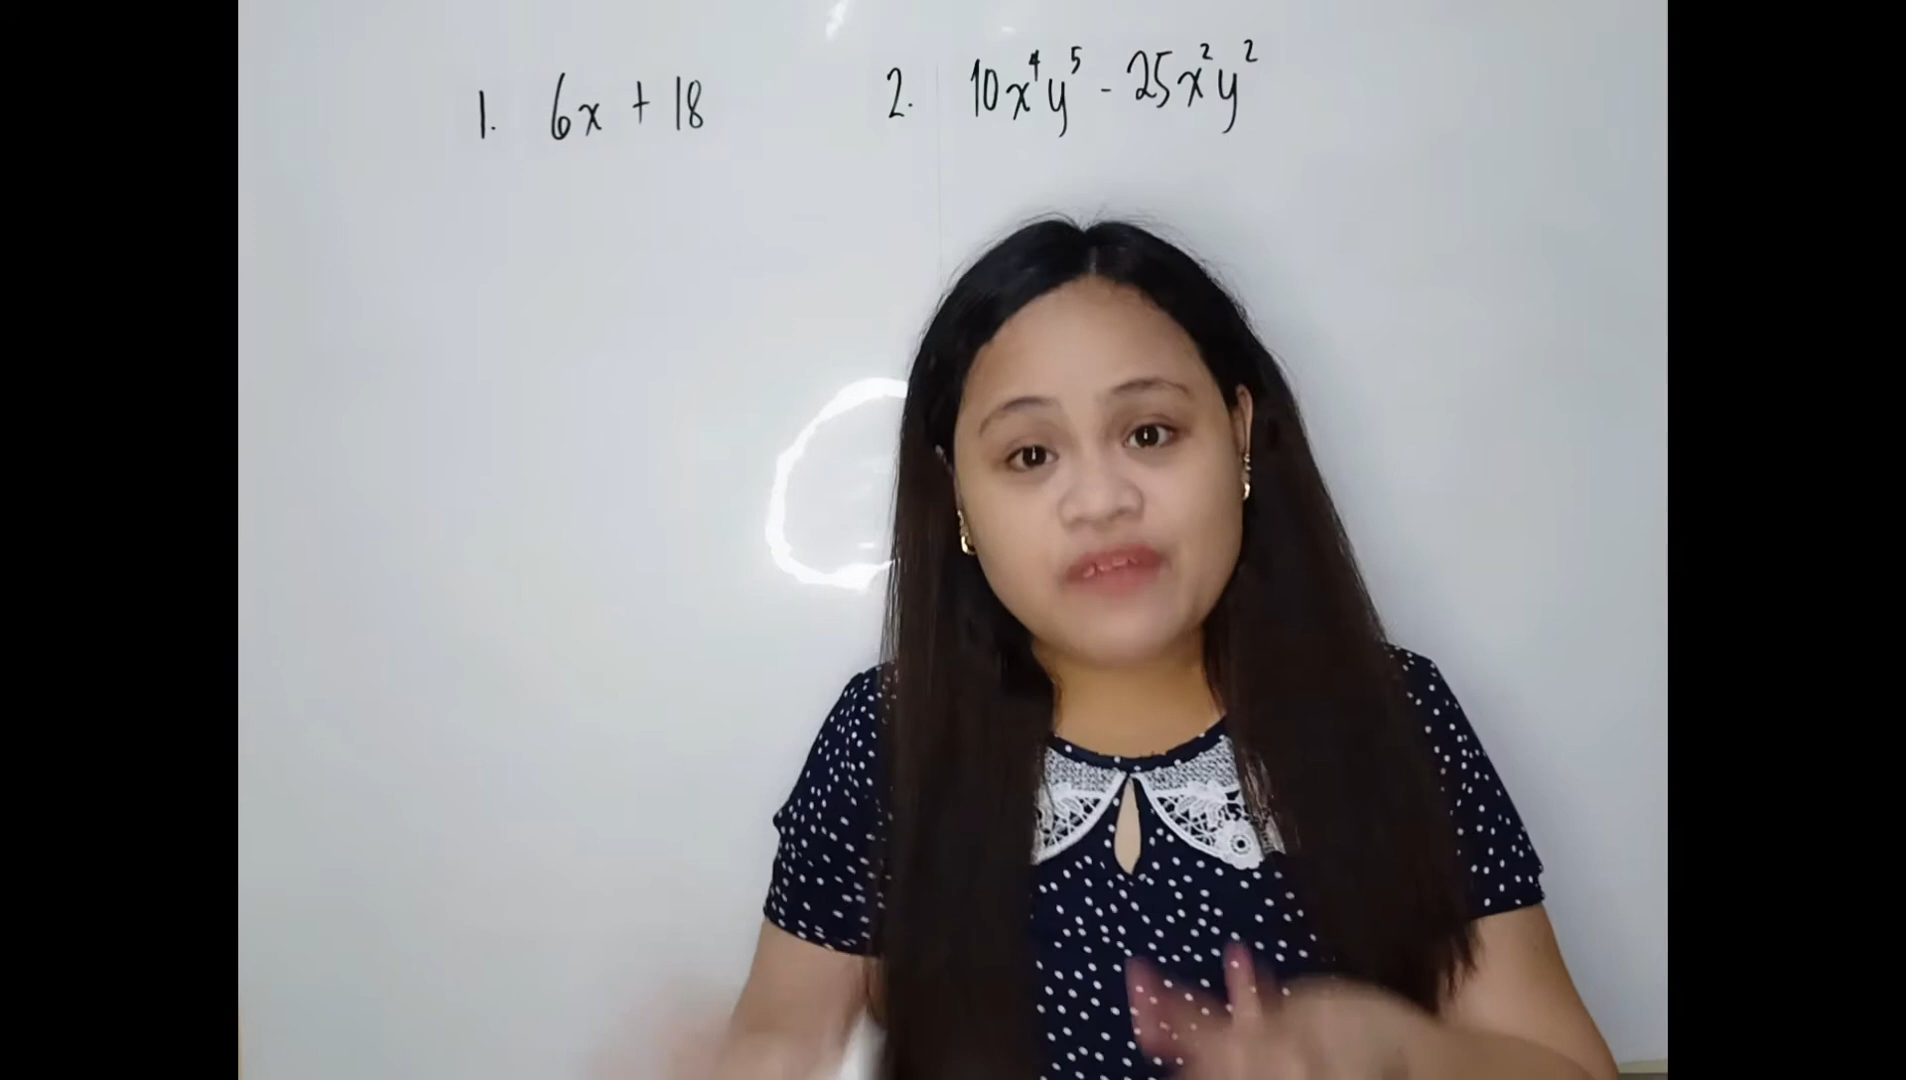 1. 6x + 18
2. 10x⁴y⁵ - 25x²y²